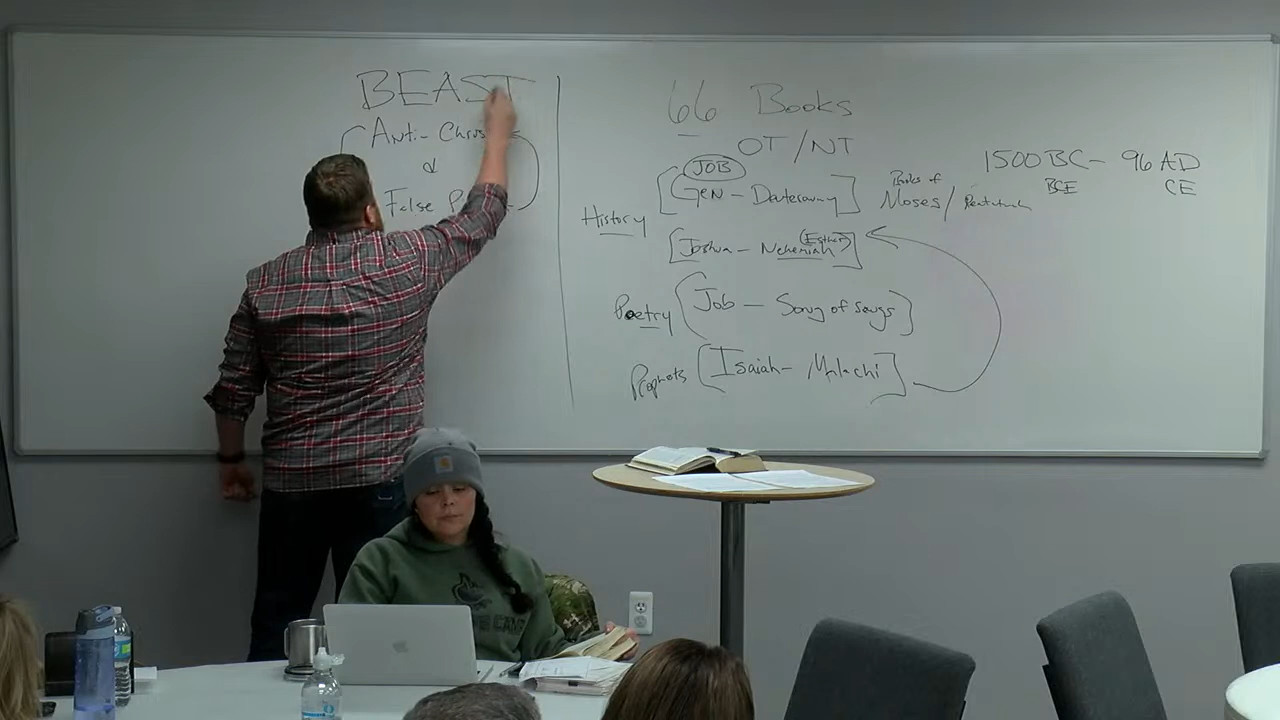 BEAST
Anti-Chris
&
False P
66 Books
OT/NT
JOB
[Gen - Deuteronomy]
Books of
Moses/
History
[Joshua - Nehemiah (Esther)]
Poetry
(Job - Song of Songs]
Prophets
[Isaiah - Malachi]
1500 BC - 96 AD
BCE
CE